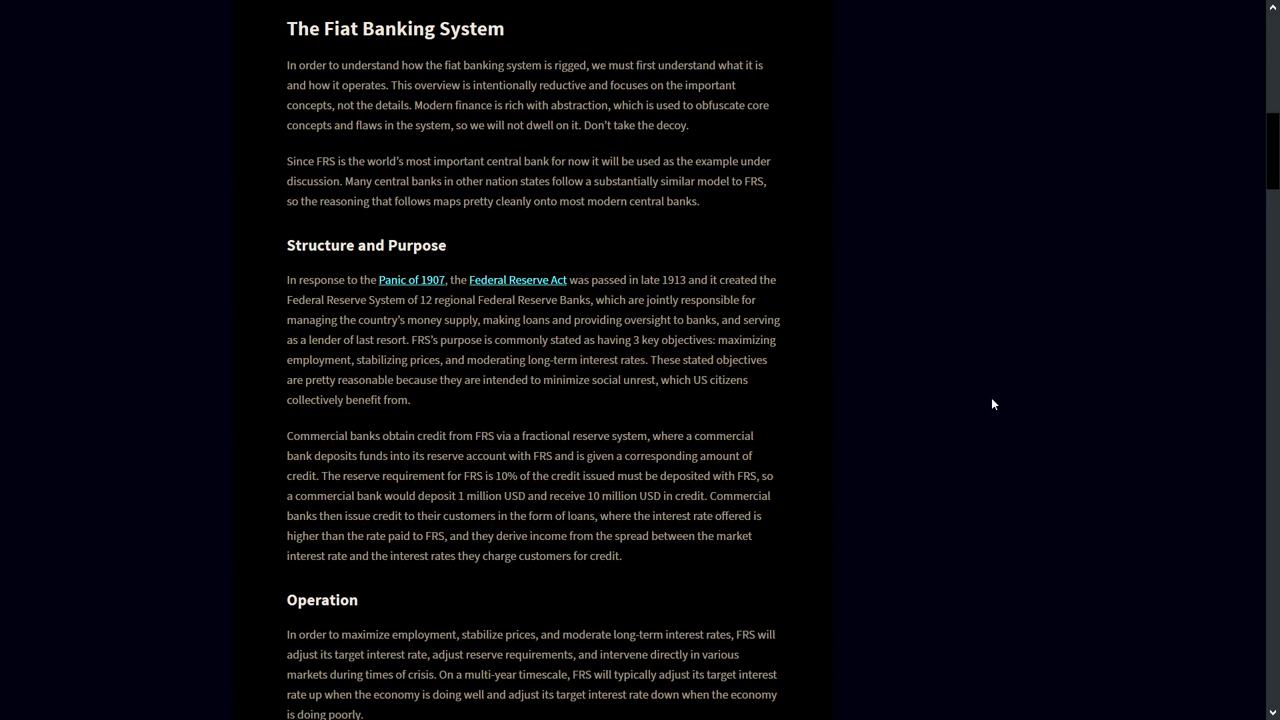 The Fiat Banking System
In order to understand how the fiat banking system is rigged, we must first understand what it is
and how it operates. This overview is intentionally reductive and focuses on the important
concepts, not the details. Modern finance is rich with abstraction, which is used to obfuscate core
concepts and flaws in the system, so we will not dwell on it. Don’t take the decoy.
Since FRS is the world’s most important central bank for now it will be used as the example under
discussion. Many central banks in other nation states follow a substantially similar model to FRS,
so the reasoning that follows maps pretty cleanly onto most modern central banks.
Structure and Purpose
In response to the Panic of 1907, the Federal Reserve Act was passed in late 1913 and it created the
Federal Reserve System of 12 regional Federal Reserve Banks, which are jointly responsible for
managing the country’s money supply, making loans and providing oversight to banks, and serving
as a lender of last resort. FRS’s purpose is commonly stated as having 3 key objectives: maximizing
employment, stabilizing prices, and moderating long-term interest rates. These stated objectives
are pretty reasonable because they are intended to minimize social unrest, which US citizens
collectively benefit from.
Commercial banks obtain credit from FRS via a fractional reserve system, where a commercial
bank deposits funds into its reserve account with FRS and is given a corresponding amount of
credit. The reserve requirement for FRS is 10% of the credit issued must be deposited with FRS, so
a commercial bank would deposit 1 million USD and receive 10 million USD in credit. Commercial
banks then issue credit to their customers in the form of loans, where the interest rate offered is
higher than the rate paid to FRS, and they derive income from the spread between the market
interest rate and the interest rates they charge customers for credit.
Operation
In order to maximize employment, stabilize prices, and moderate long-term interest rates, FRS will
adjust its target interest rate, adjust reserve requirements, and intervene directly in various
markets during times of crisis. On a multi-year timescale, FRS will typically adjust its target interest
rate up when the economy is doing well and adjust its target interest rate down when the economy
is doing poorly.